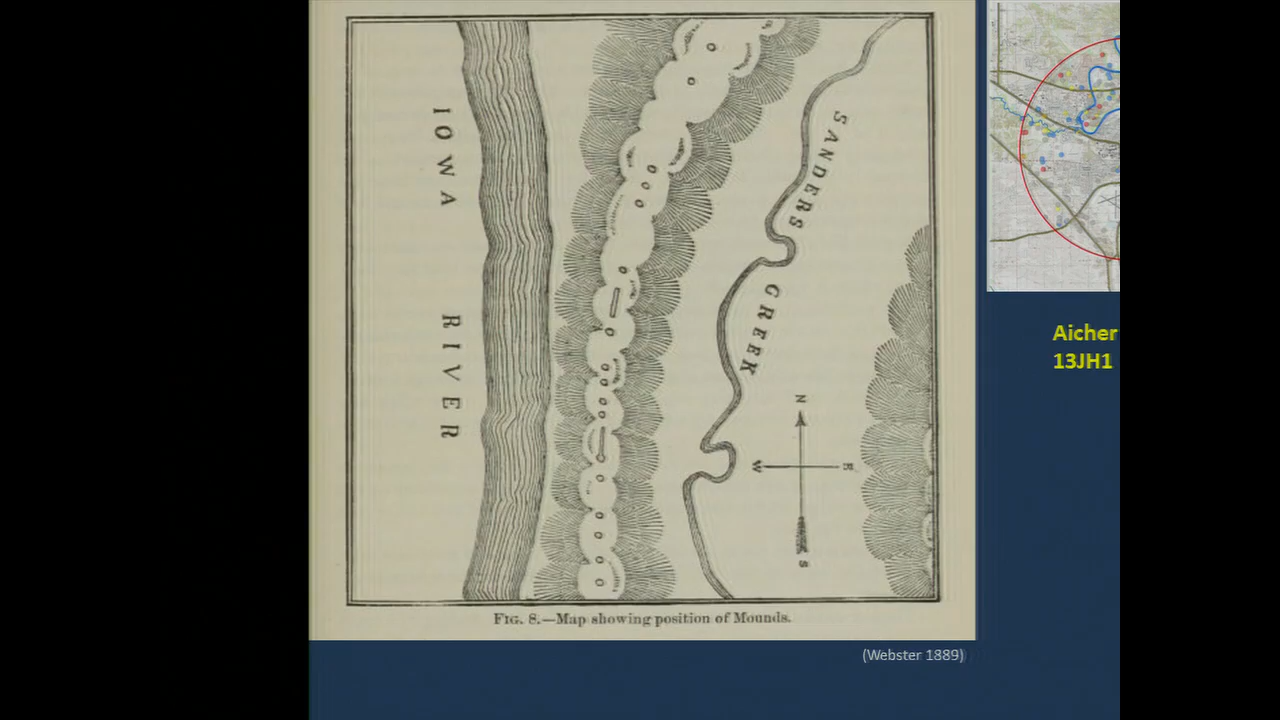 IOWA RIVER
SANDERS CREEK
N
W
E
S
FIG. 8.—Map showing position of Mounds.
(Webster 1889)
Aicher
13JH1